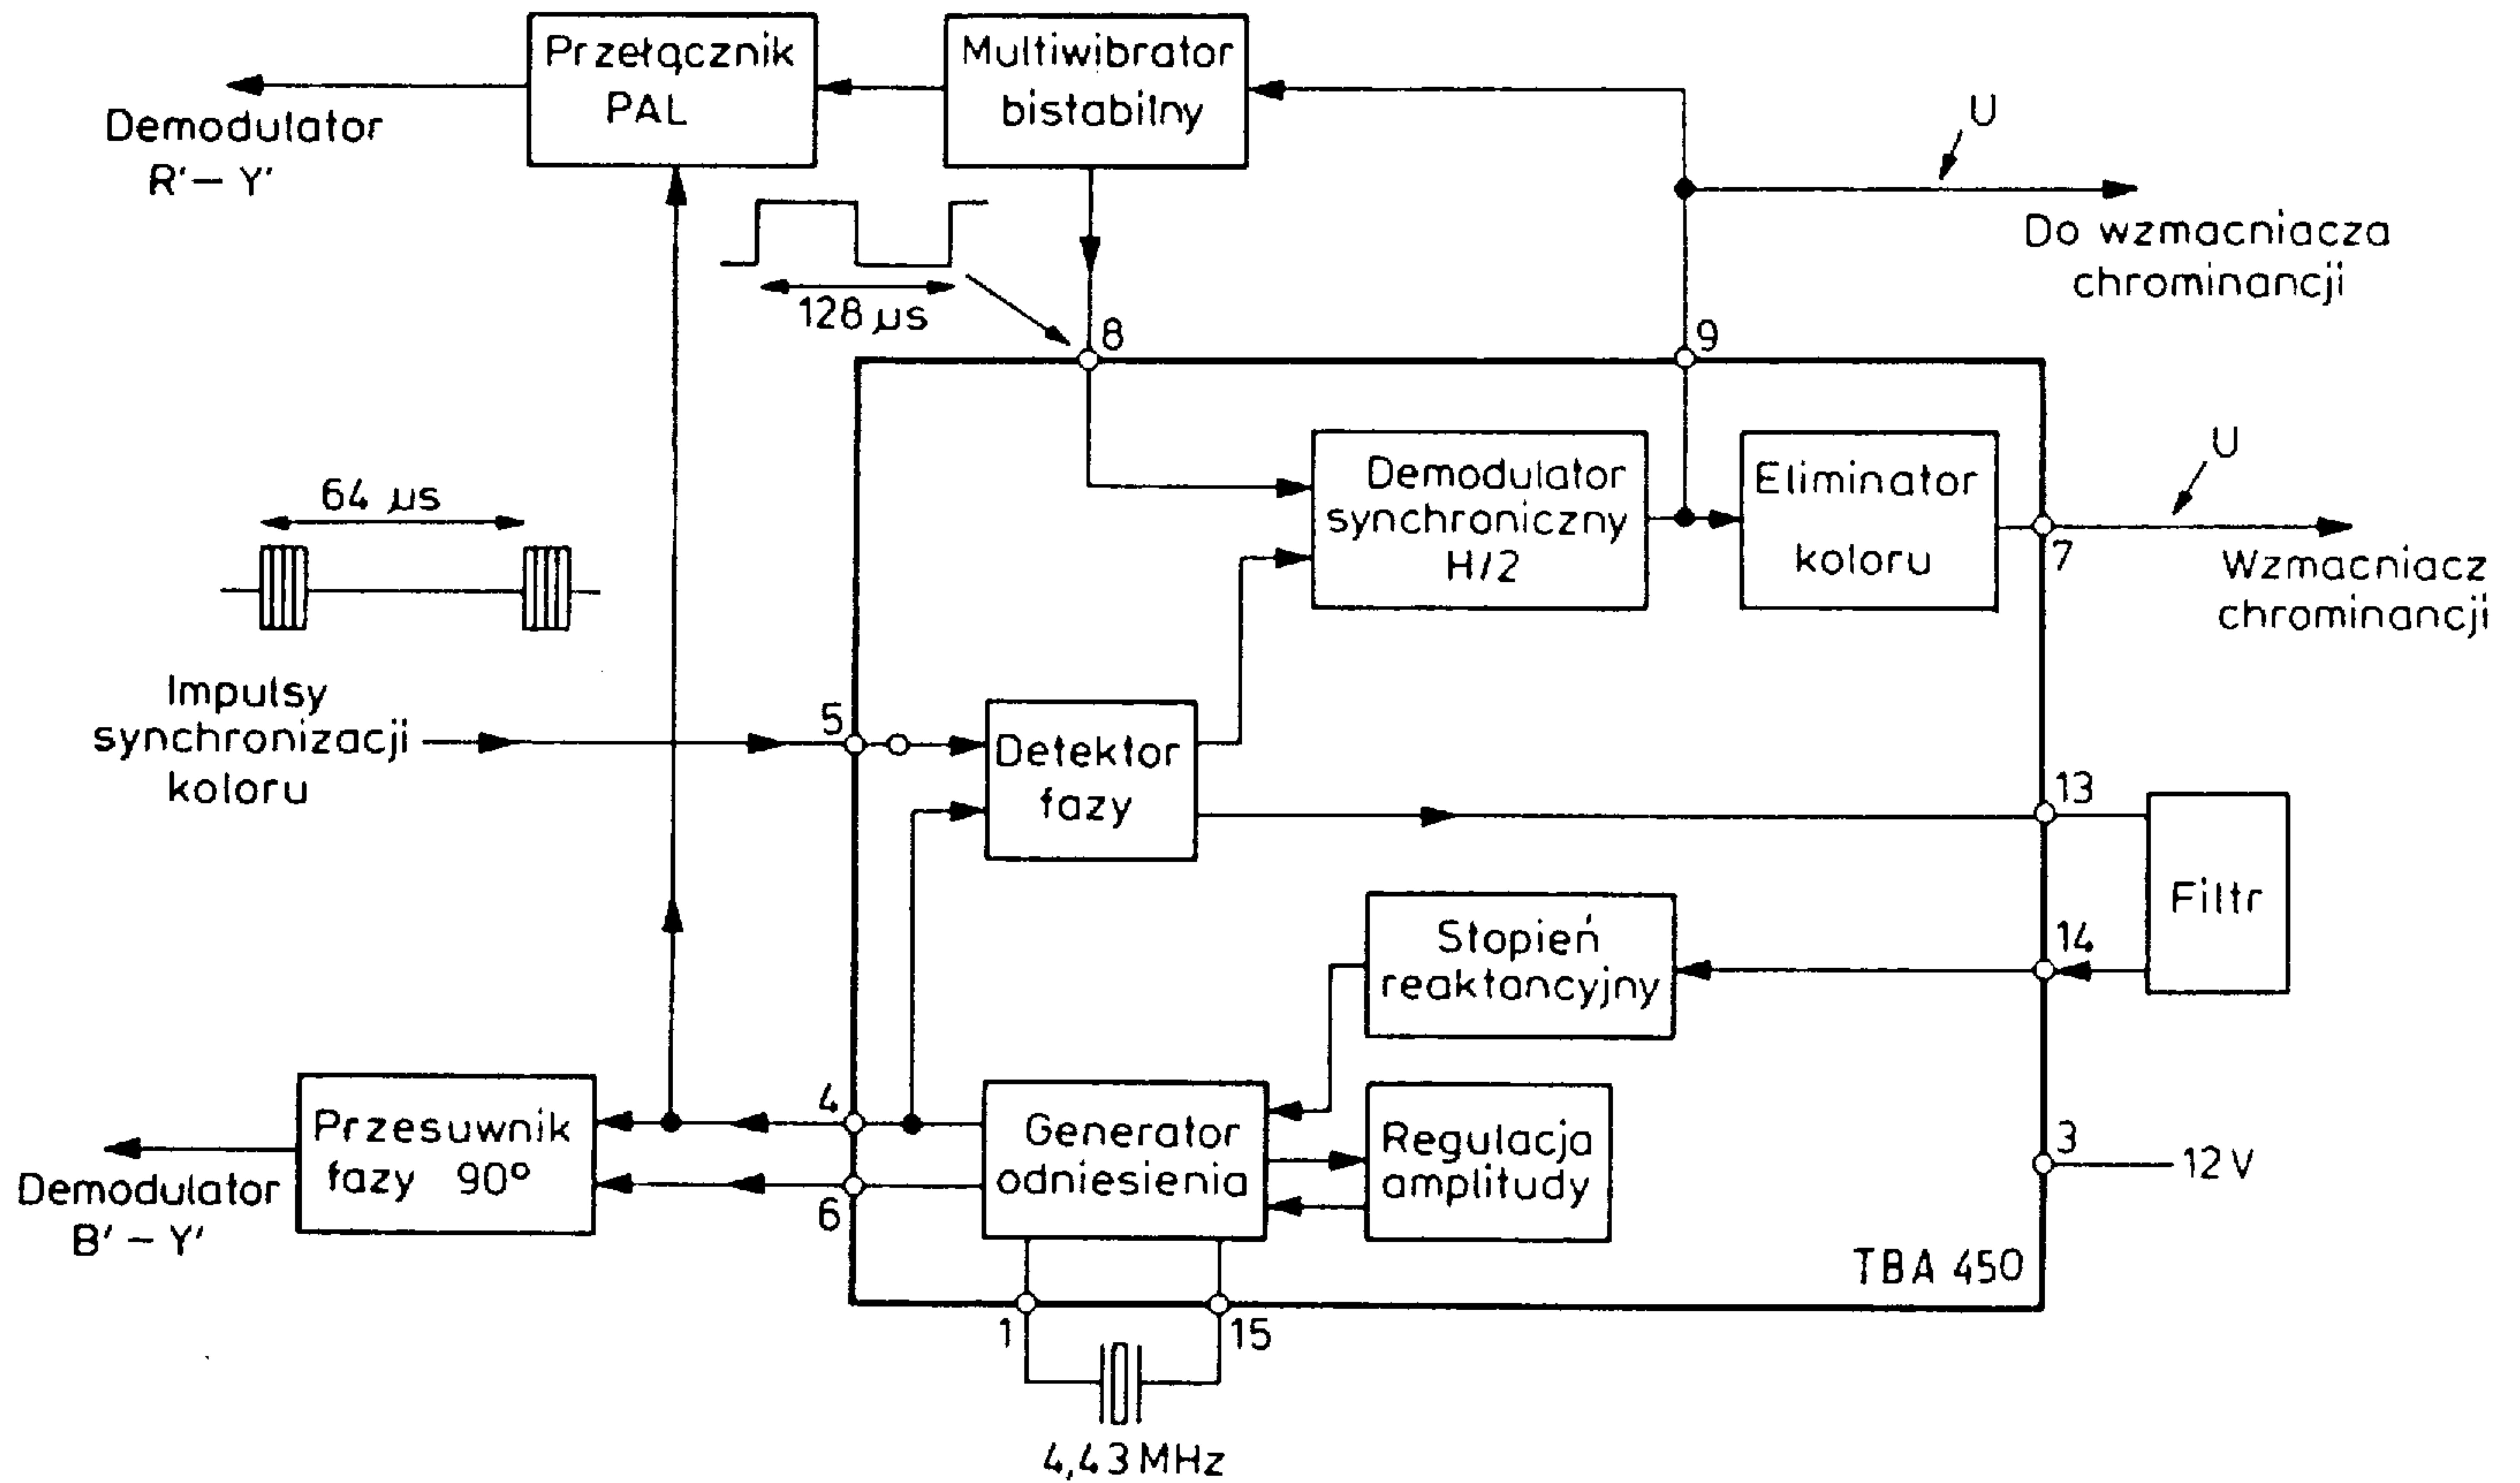 Przełącznik
PAL
Multiwibrator
bistabilny
Demodulator
R'– Y'
U
Do wzmacniacza
chrominancji
128 µs
8
9
64 µs
Demodulator
synchroniczny
H/2
Eliminator
koloru
U
7
Wzmacniacz
chrominancji
Impulsy
synchronizacji
koloru
5
Detektor
fazy
13
Filtr
14
Stopień
reaktancyjny
Przesuwnik
fazy 90°
4
6
Generator
odniesienia
Regulacja
amplitudy
3
12 V
Demodulator
B' – Y'
TBA 450
1
15
4,43 MHz